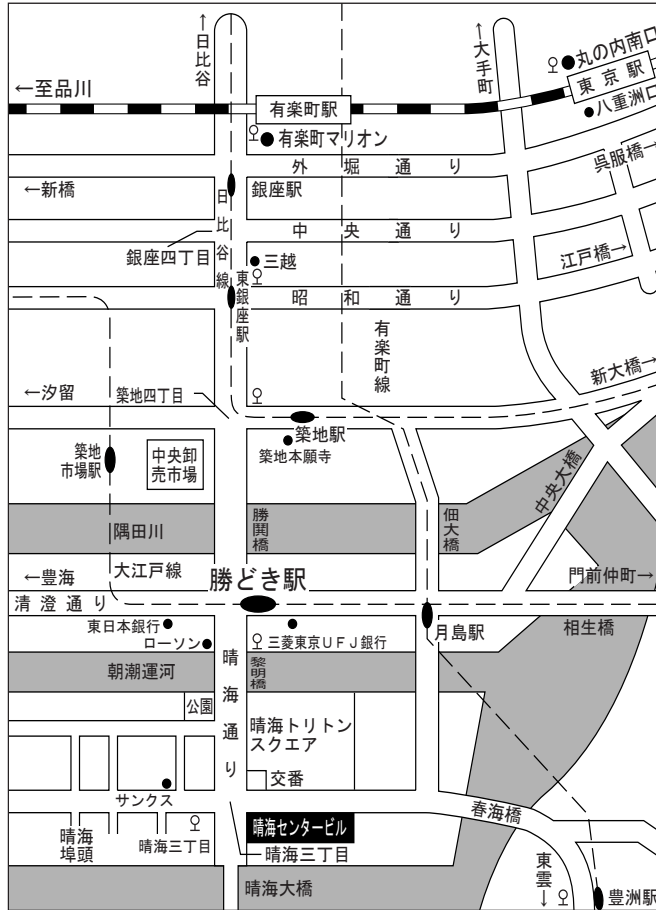 ↑日比谷
↑大手町
丸の内南口
東京駅
←至品川
有楽町駅
八重洲口
有楽町マリオン
外堀通り
呉服橋→
←新橋
銀座駅
日比谷線
中央通り
銀座四丁目
三越
江戸橋→
東銀座駅
昭和通り
有楽町線
新大橋→
←汐留
築地四丁目
築地駅
築地本願寺
築地
市場駅
中央卸
売市場
中央大橋
隅田川
勝鬨橋
佃大橋
←豊海
大江戸線
勝どき駅
門前仲町→
清澄通り
東日本銀行
三菱東京UFJ銀行
月島駅
相生橋
ローソン
朝潮運河
晴海通り
黎明橋
公園
晴海トリトン
スクエア
交番
サンクス
春海橋
晴海
埠頭
晴海三丁目
晴海センタービル
晴海三丁目
東雲↓
晴海大橋
豊洲駅